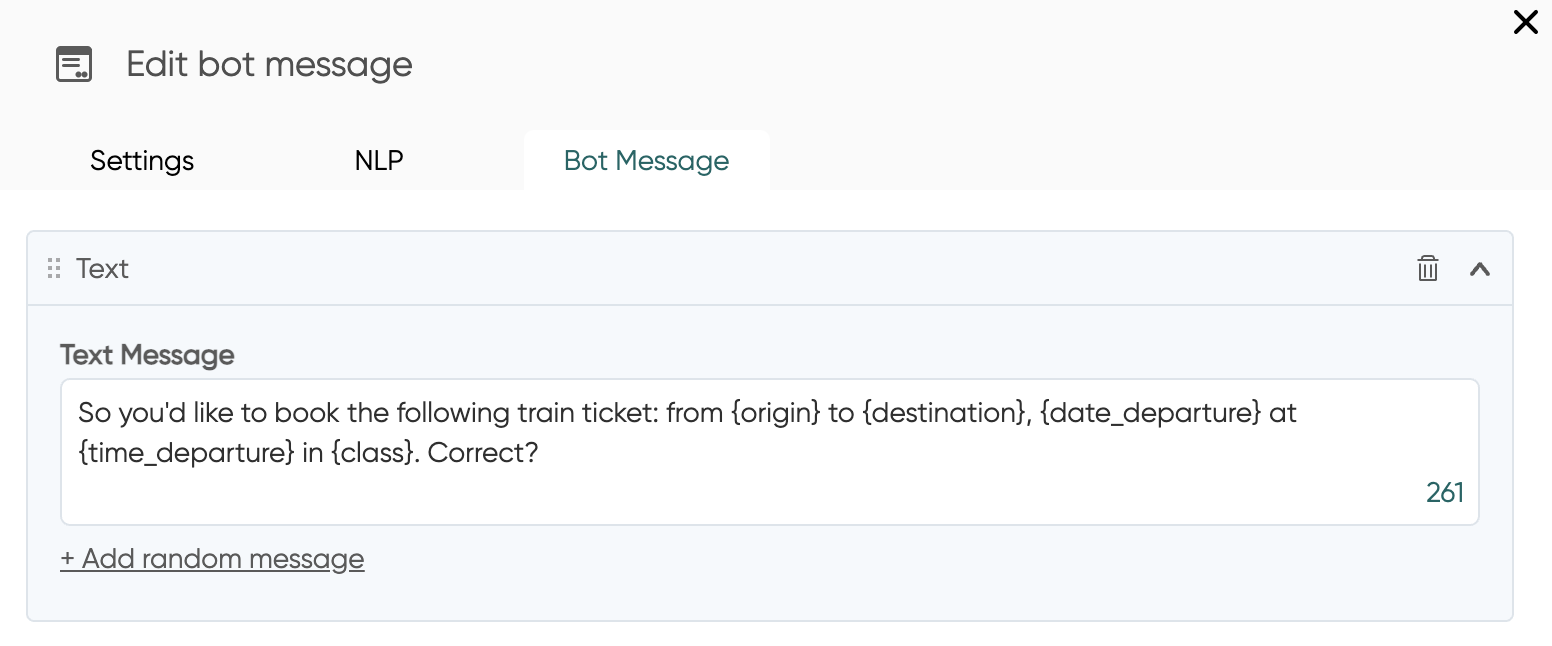 Edit bot message
Settings NLP Bot Message
Text
Text Message
So you'd like to book the following train ticket: from {origin} to {destination}, {date_departure} at
{time_departure} in {class}. Correct?
261
+ Add random message